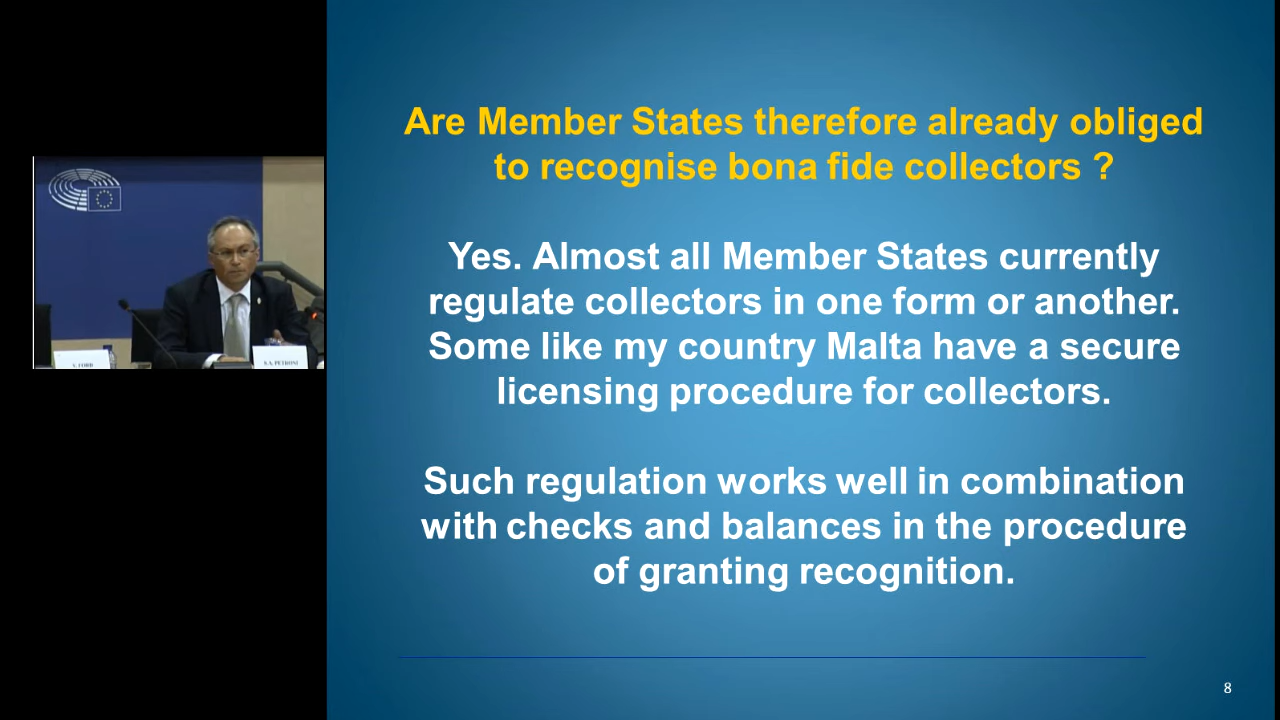 Are Member States therefore already obliged
to recognise bona fide collectors ?
Yes. Almost all Member States currently
regulate collectors in one form or another.
Some like my country Malta have a secure
licensing procedure for collectors.
Such regulation works well in combination
with checks and balances in the procedure
of granting recognition.
8
S.A. PETRONI